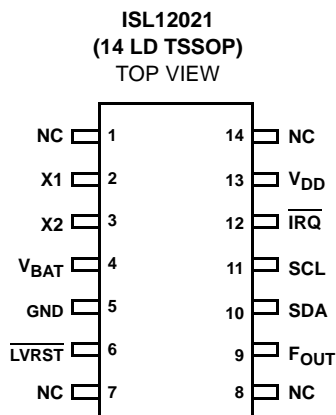 ISL12021
(14 LD TSSOP)
TOP VIEW
NC 1 14 NC
X1 2 13 VDD
X2 3 12 IRQ
VBAT 4 11 SCL
GND 5 10 SDA
LVRST 6 9 FOUT
NC 7 8 NC